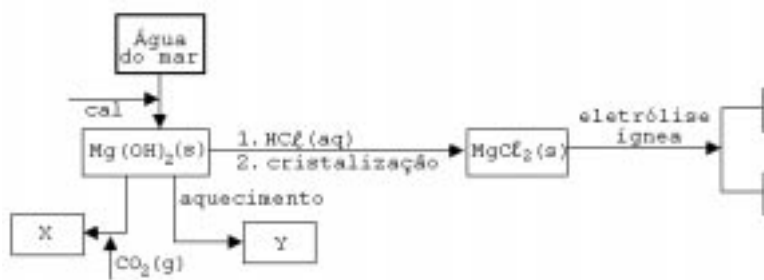 Água
do mar
cal
Mg(OH)₂(s)
1. HCℓ(aq)
2. cristalização
MgCℓ₂(s)
eletrólise
ígnea
aquecimento
X
CO₂(g)
Y